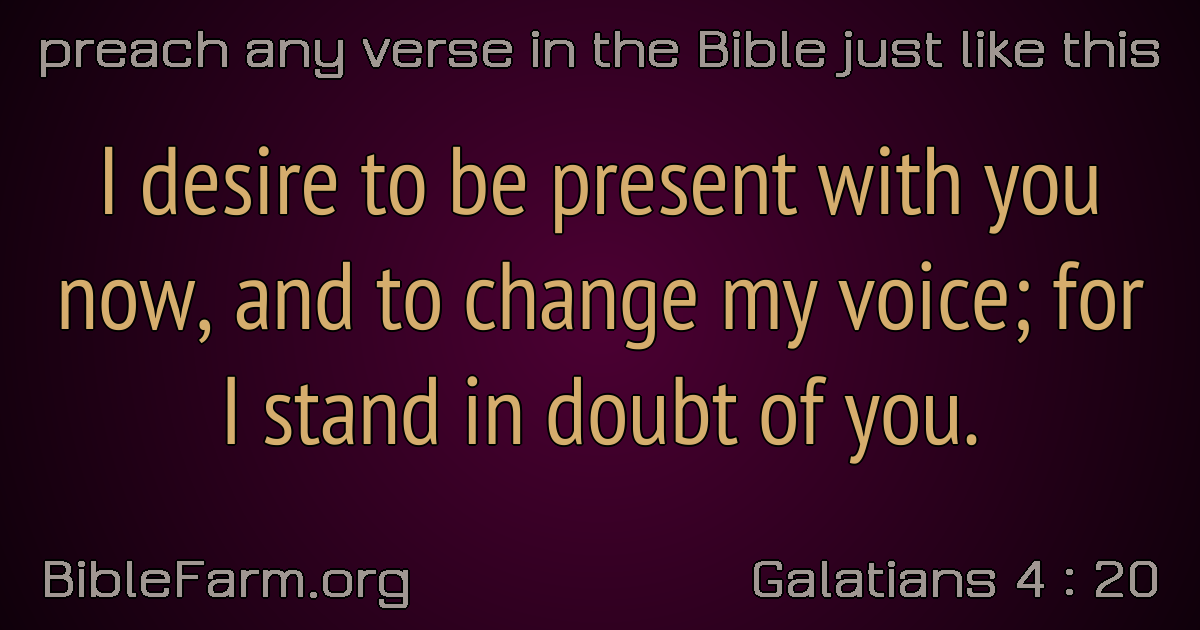 preach any verse in the Bible just like this
I desire to be present with you
now, and to change my voice; for
I stand in doubt of you.
BibleFarm.org
Galatians 4 : 20